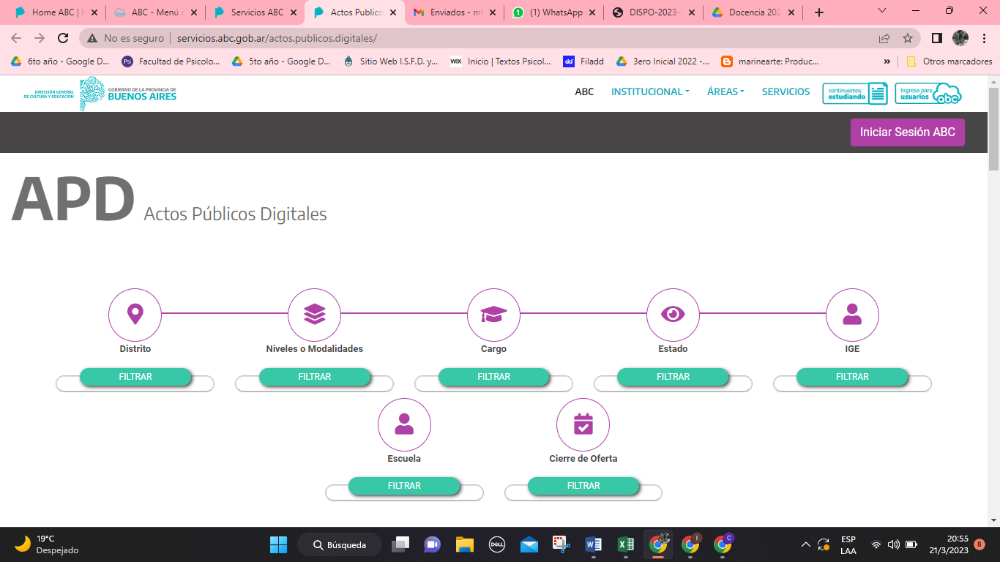 Home ABC | P
ABC - Menú c
Servicios ABC
Actos Publico
Enviados - mf
(1) WhatsApp
DISPO-2023-
Docencia 202
No es seguro
servicios.abc.gob.ar/actos.publicos.digitales/
6to año - Google D...
Facultad de Psicolo...
5to año - Google D...
Sitio Web I.S.F.D. y...
WIX Inicio | Textos Psicol...
dd Filadd
3ero Inicial 2022 -...
marinearte: Produc...
»
Otros marcadores
DIRECCIÓN GENERAL
DE CULTURA Y EDUCACIÓN
GOBIERNO DE LA PROVINCIA DE
BUENOS AIRES
ABC
INSTITUCIONAL
ÁREAS
SERVICIOS
continuemos
estudiando
Ingreso para
usuarios abc
Iniciar Sesión ABC
APD Actos Públicos Digitales
Distrito
Niveles o Modalidades
Cargo
Estado
IGE
FILTRAR
FILTRAR
FILTRAR
FILTRAR
FILTRAR
Escuela
Cierre de Oferta
FILTRAR
FILTRAR
19°C
Despejado
Búsqueda
DELL
ESP
LAA
20:55
21/3/2023
8